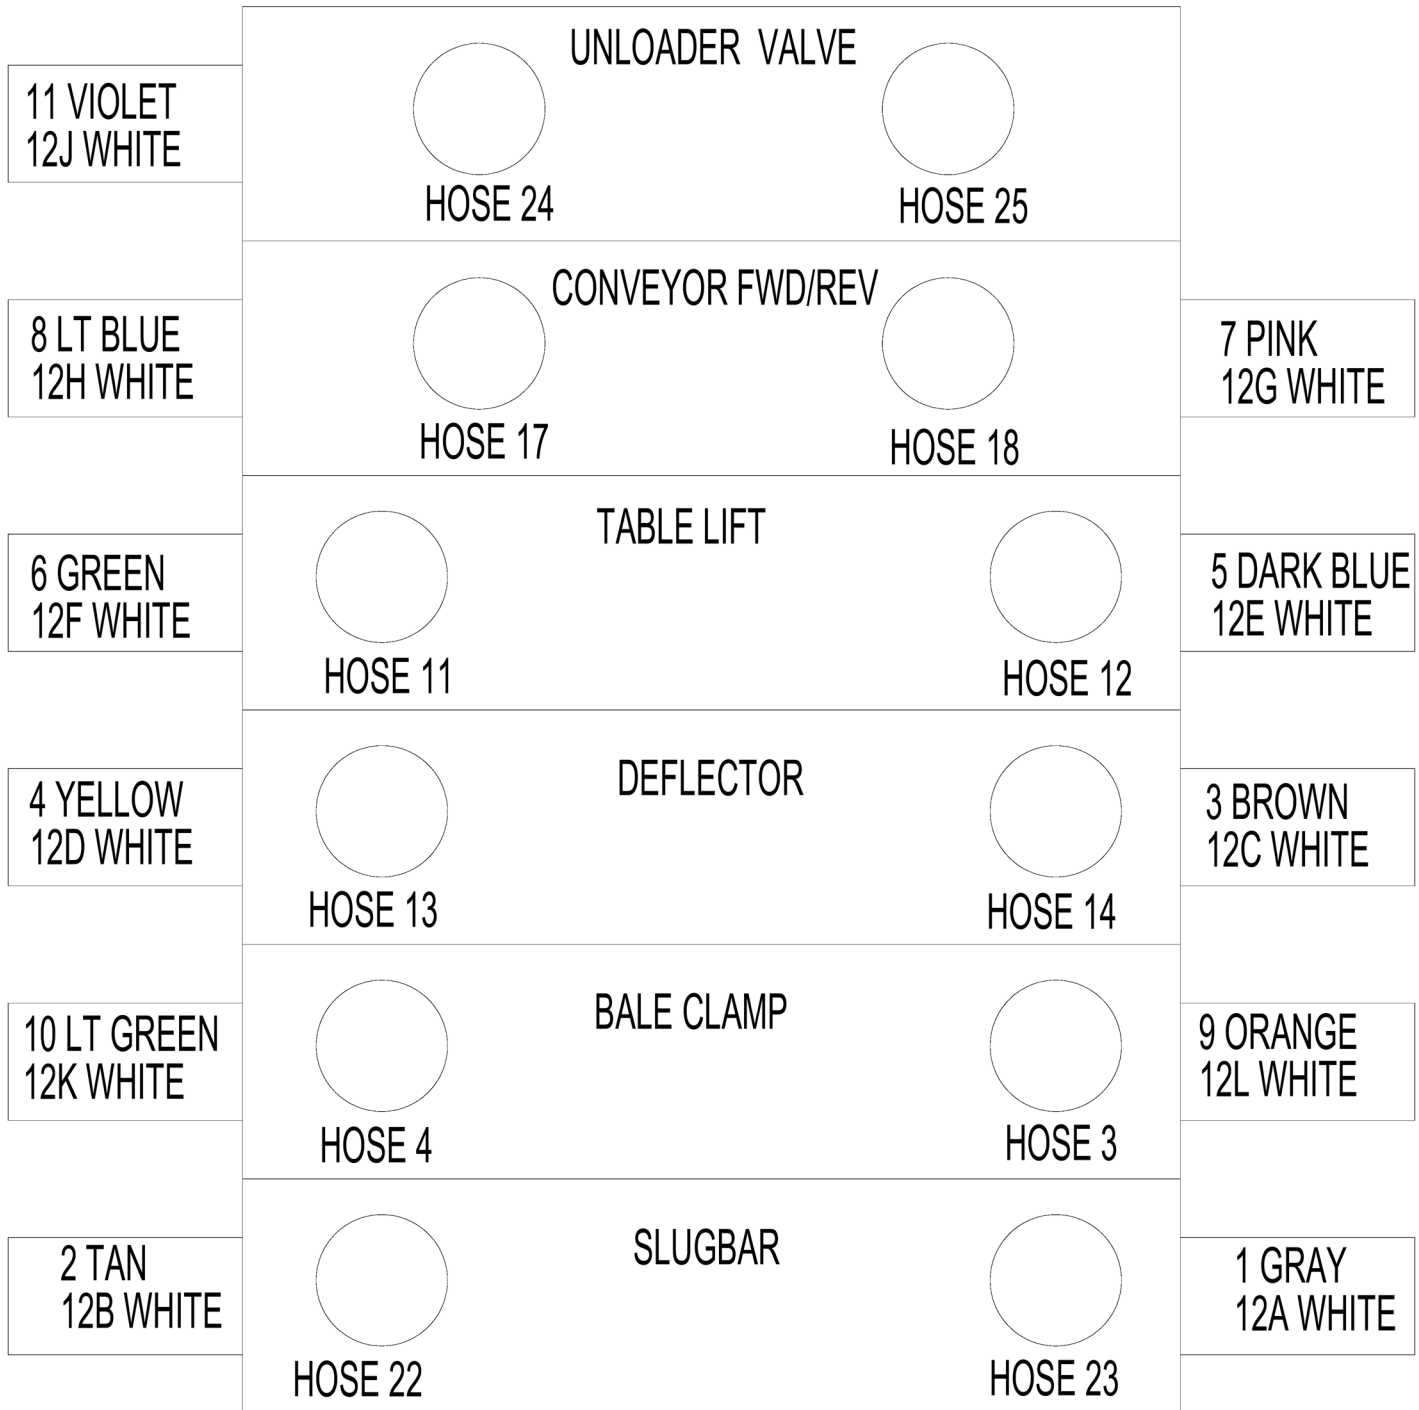 UNLOADER VALVE
11 VIOLET
12J WHITE
HOSE 24
HOSE 25
CONVEYOR FWD/REV
8 LT BLUE
12H WHITE
7 PINK
12G WHITE
HOSE 17
HOSE 18
TABLE LIFT
6 GREEN
12F WHITE
5 DARK BLUE
12E WHITE
HOSE 11
HOSE 12
DEFLECTOR
4 YELLOW
12D WHITE
3 BROWN
12C WHITE
HOSE 13
HOSE 14
BALE CLAMP
10 LT GREEN
12K WHITE
9 ORANGE
12L WHITE
HOSE 4
HOSE 3
SLUGBAR
2 TAN
12B WHITE
1 GRAY
12A WHITE
HOSE 22
HOSE 23